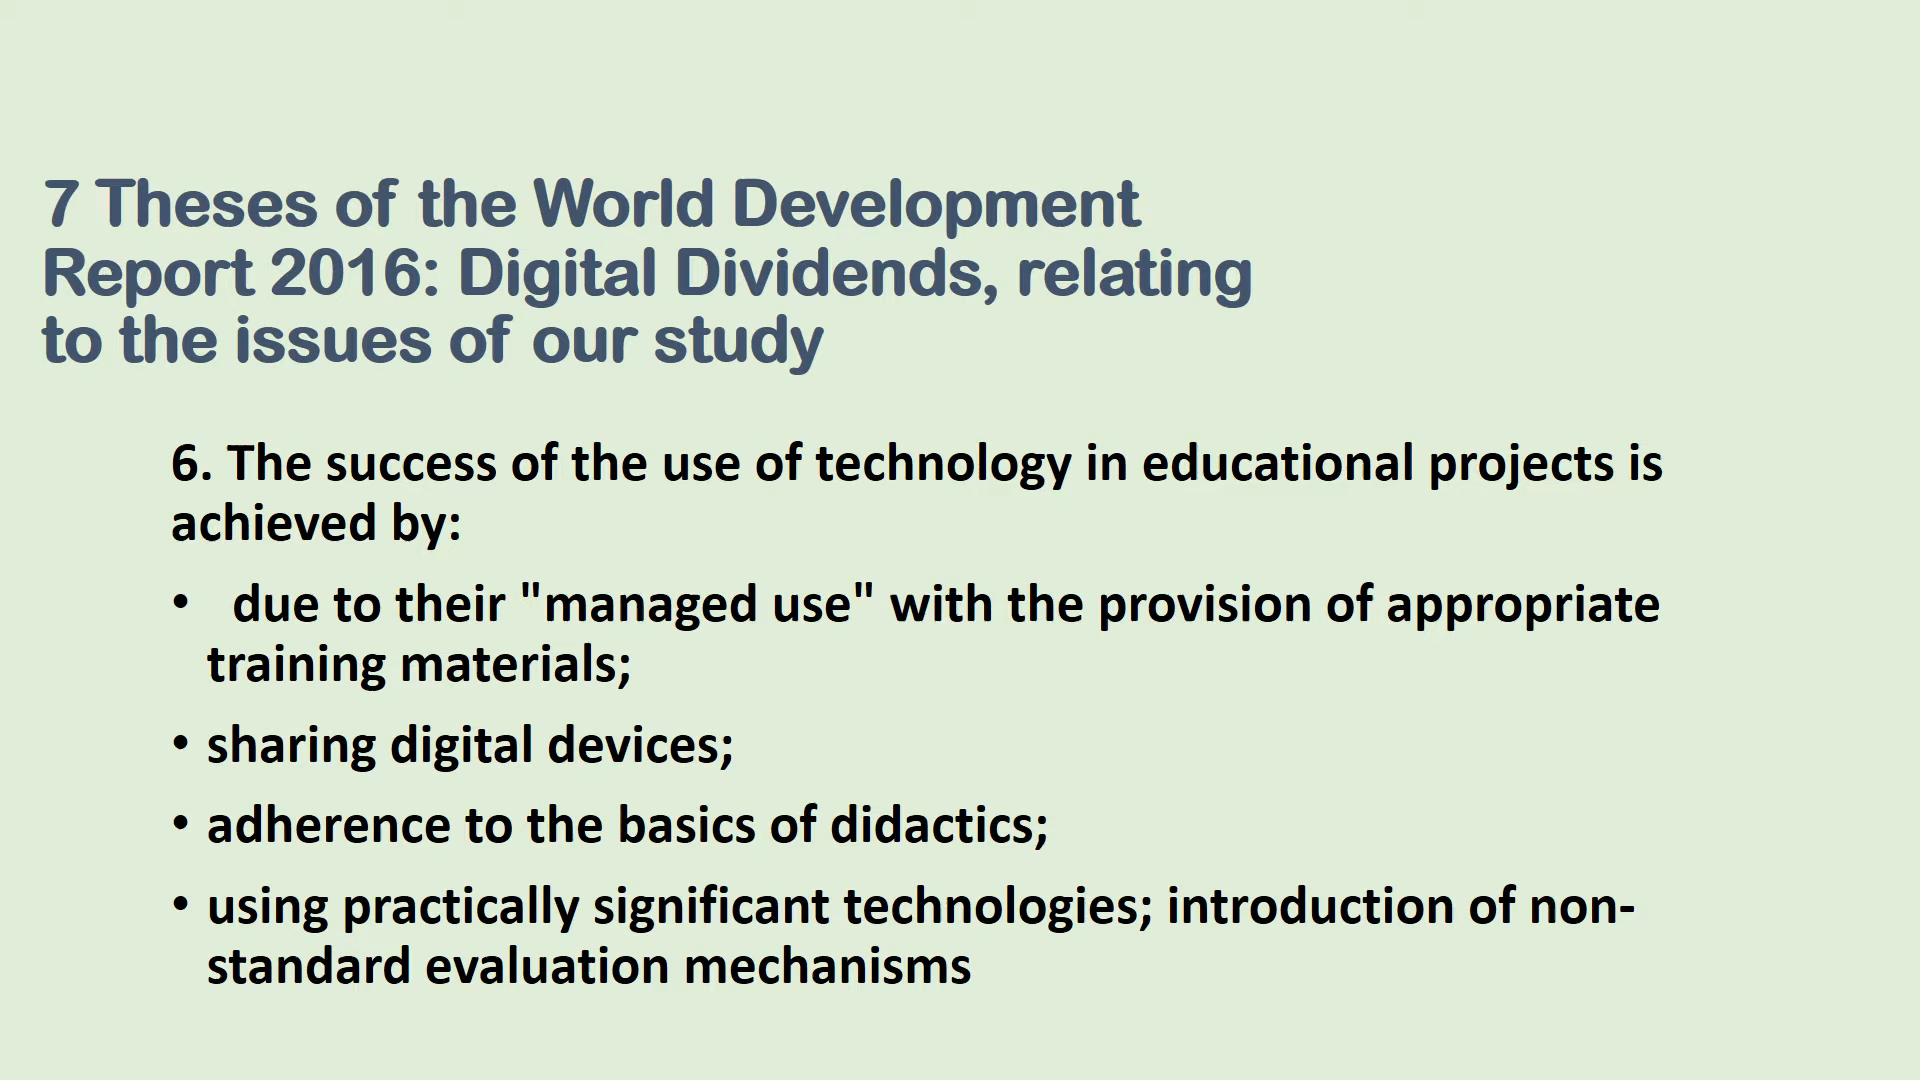 7 Theses of the World Development
Report 2016: Digital Dividends, relating
to the issues of our study
6. The success of the use of technology in educational projects is
achieved by:
• due to their "managed use" with the provision of appropriate
training materials;
• sharing digital devices;
• adherence to the basics of didactics;
• using practically significant technologies; introduction of non-
standard evaluation mechanisms